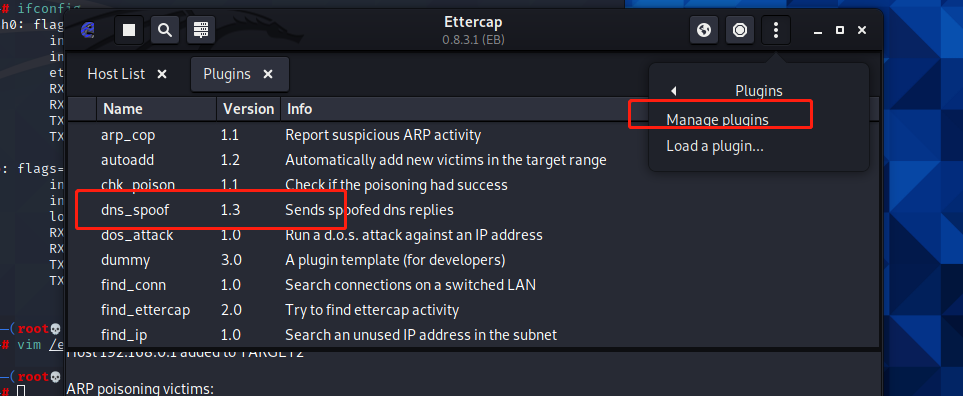 # ifconfig
Ettercap
0.8.3.1 (EB)
h0: flags
in
in
et
RX
RX
TX
TX
: flags=
in
in
lo
RX
RX
TX
TX
(root
# vim /e
(root
#
Host List
Plugins
Name Version Info
arp_cop 1.1 Report suspicious ARP activity
autoadd 1.2 Automatically add new victims in the target range
chk_poison 1.1 Check if the poisoning had success
dns_spoof 1.3 Sends spoofed dns replies
dos_attack 1.0 Run a d.o.s. attack against an IP address
dummy 3.0 A plugin template (for developers)
find_conn 1.0 Search connections on a switched LAN
find_ettercap 2.0 Try to find ettercap activity
find_ip 1.0 Search an unused IP address in the subnet
Host 192.168.0.1 added to TARGET2
ARP poisoning victims:
Plugins
Manage plugins
Load a plugin...